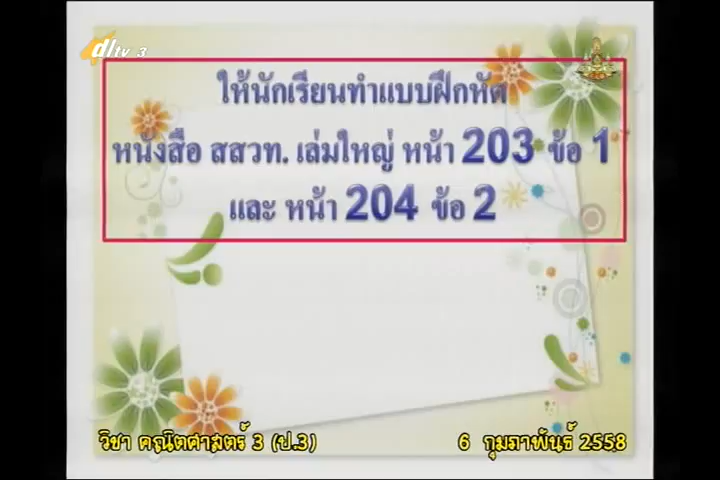 dltv 3
ให้นักเรียนทำแบบฝึกหัด
หนังสือ สสวท. เล่มใหญ่ หน้า 203 ข้อ 1
และ หน้า 204 ข้อ 2
วิชา คณิตศาสตร์ 3 (ป.3)
6 กุมภาพันธ์ 2558